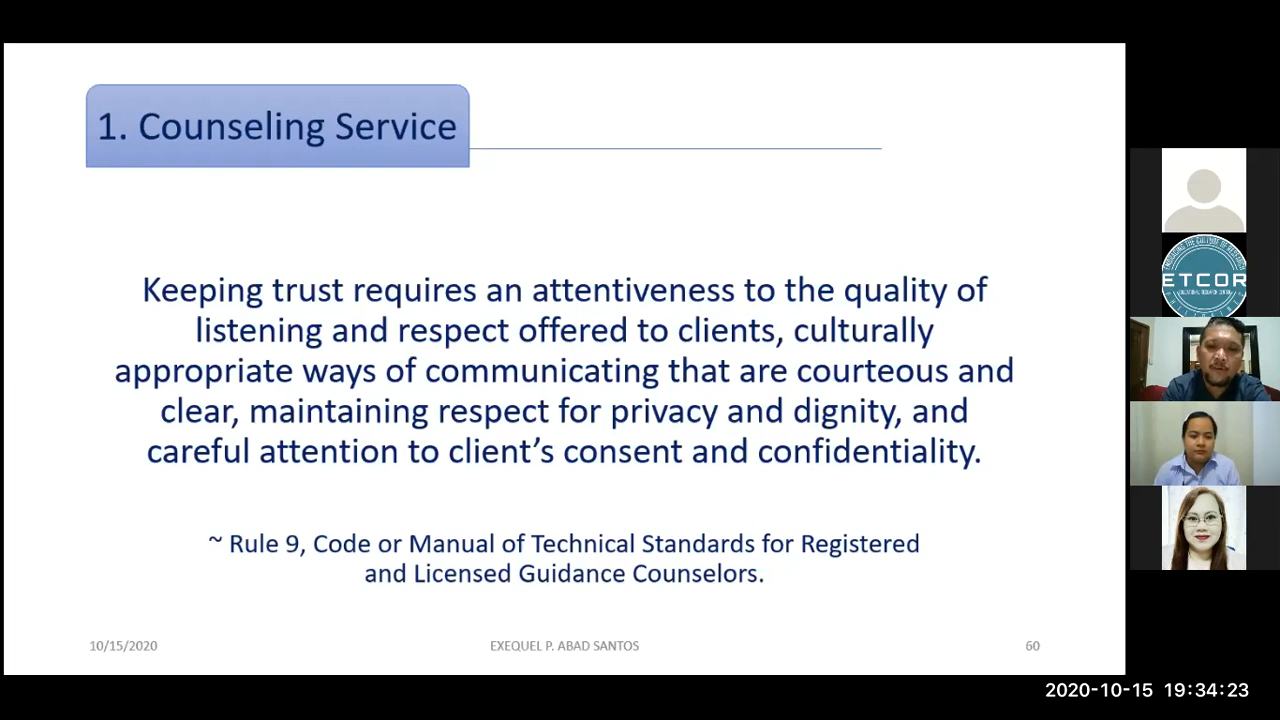 1. Counseling Service
Keeping trust requires an attentiveness to the quality of
listening and respect offered to clients, culturally
appropriate ways of communicating that are courteous and
clear, maintaining respect for privacy and dignity, and
careful attention to client’s consent and confidentiality.
~ Rule 9, Code or Manual of Technical Standards for Registered
and Licensed Guidance Counselors.
10/15/2020
EXEQUEL P. ABAD SANTOS
60
ETCOR
2020-10-15 19:34:23